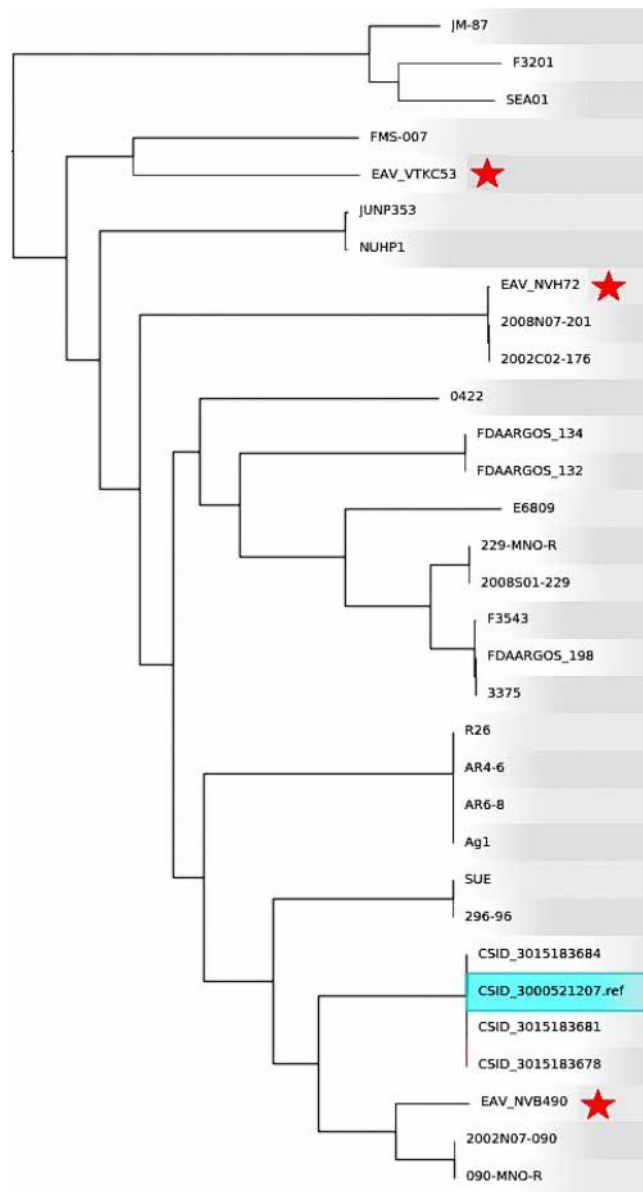 JM-87
F3201
SEA01
FMS-007
EAV_VTKC53
JUNP353
NUHP1
EAV_NVH72
2008N07-201
2002C02-176
0422
FDAARGOS_134
FDAARGOS_132
E6809
229-MNO-R
2008S01-229
F3543
FDAARGOS_198
3375
R26
AR4-6
AR6-8
Ag1
SUE
296-96
CSID_3015183684
CSID_3000521207.ref
CSID_3015183681
CSID_3015183678
EAV_NVB490
2002N07-090
090-MNO-R